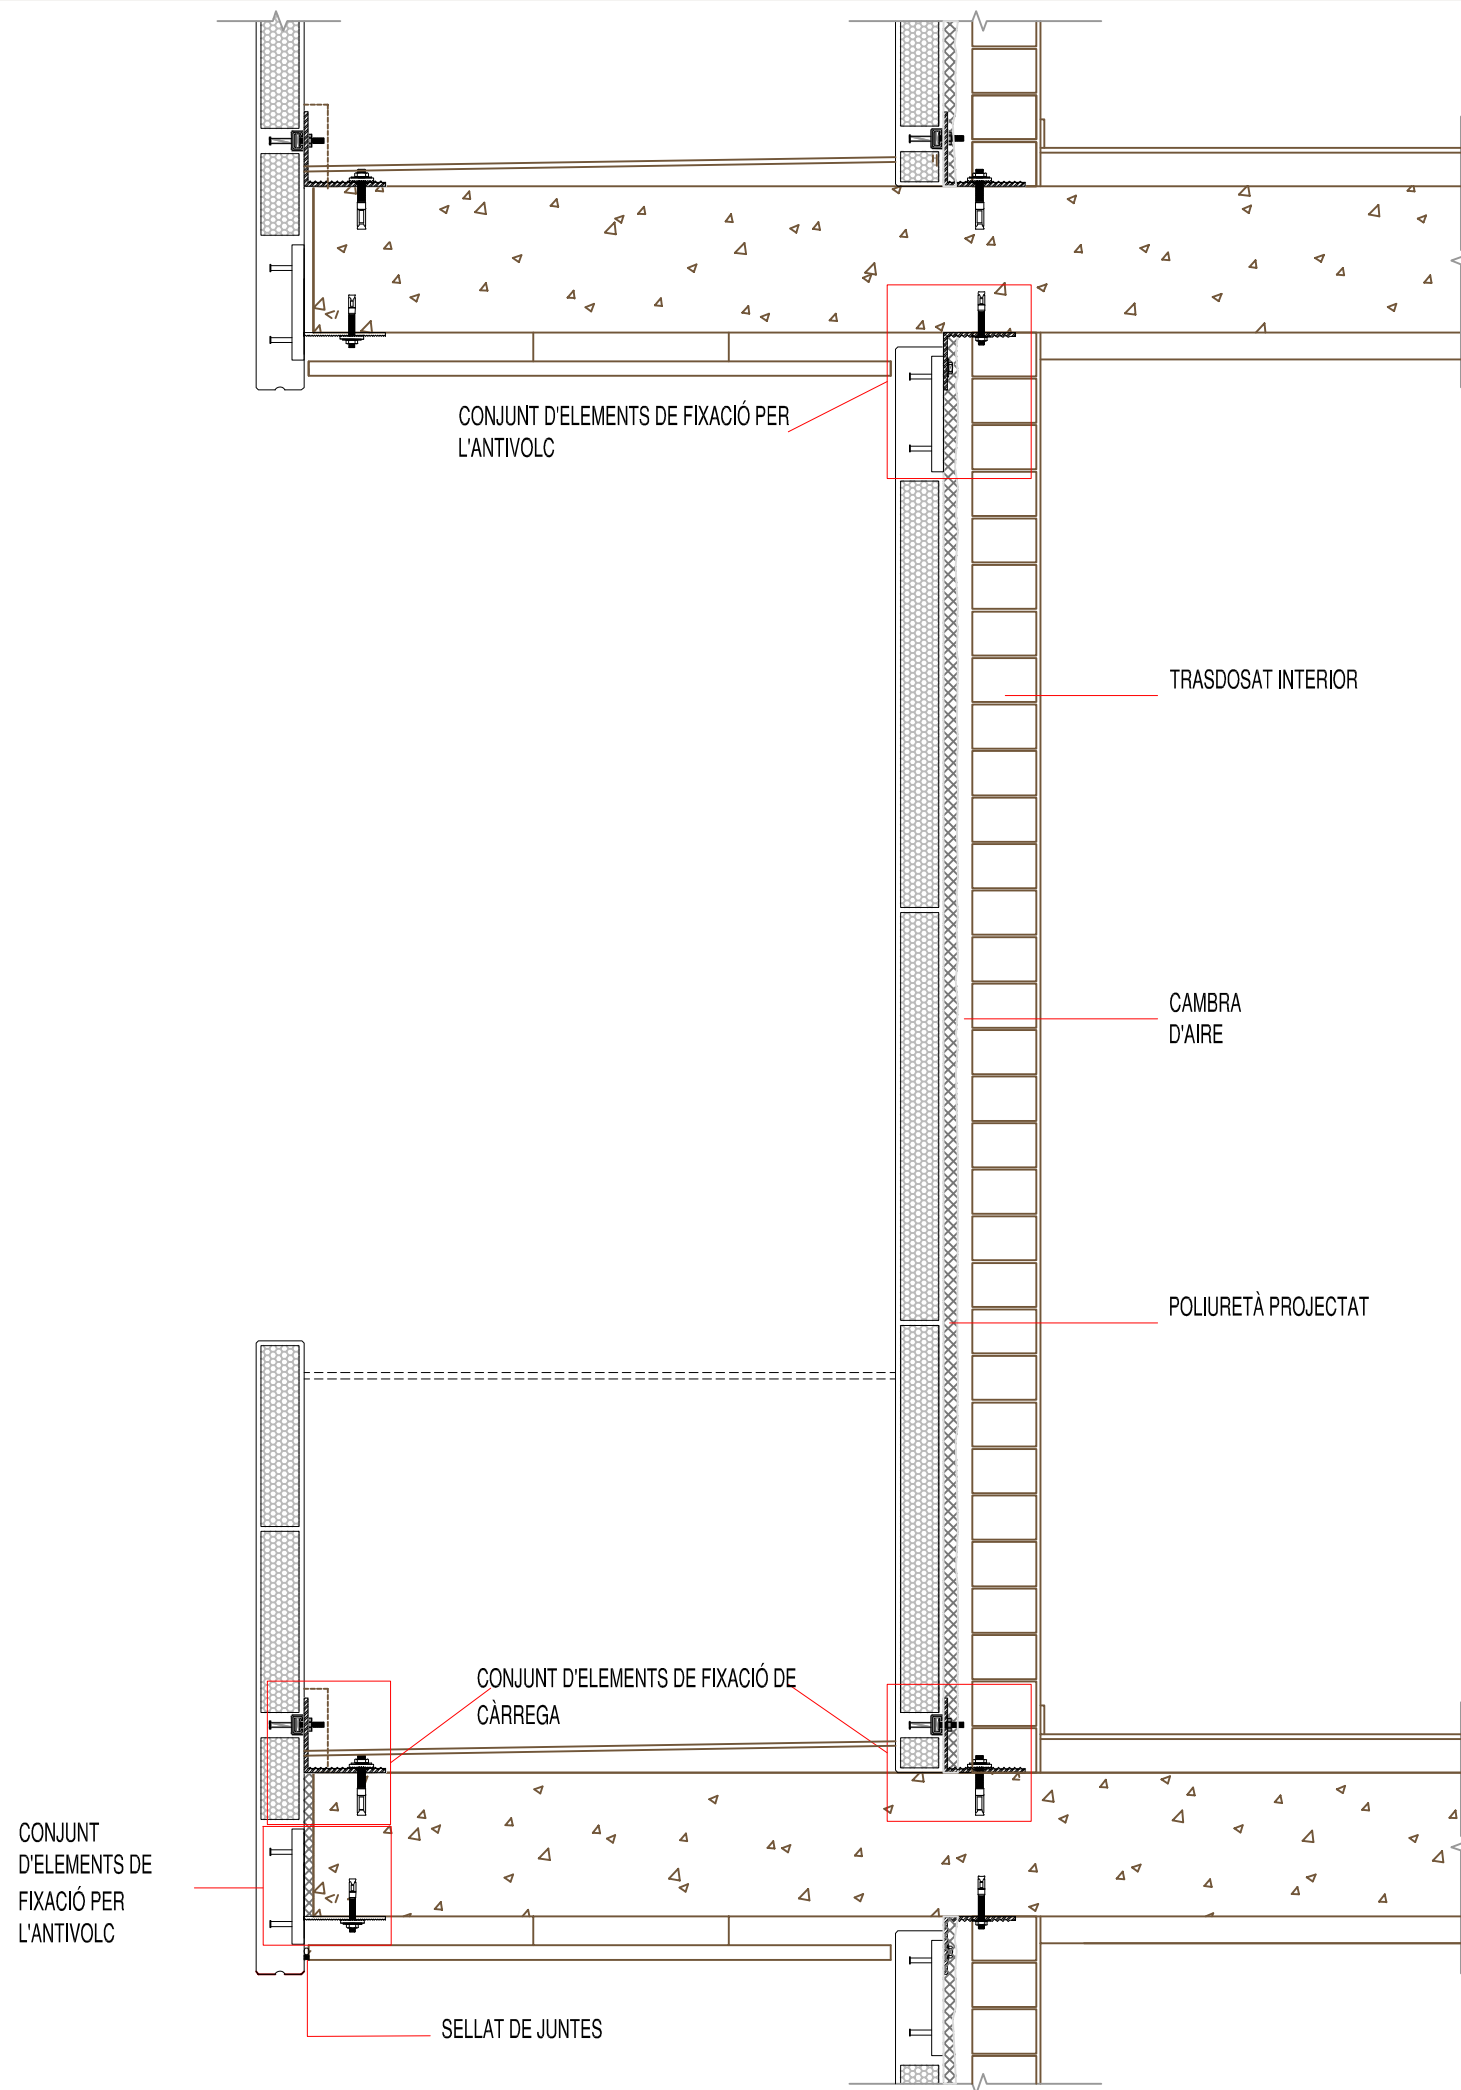 CONJUNT D'ELEMENTS DE FIXACIÓ PER
L'ANTIVOLC
TRASDOSAT INTERIOR
CAMBRA
D'AIRE
POLIURETÀ PROJECTAT
CONJUNT D'ELEMENTS DE FIXACIÓ DE
CÀRREGA
CONJUNT
D'ELEMENTS DE
FIXACIÓ PER
L'ANTIVOLC
SELLAT DE JUNTES